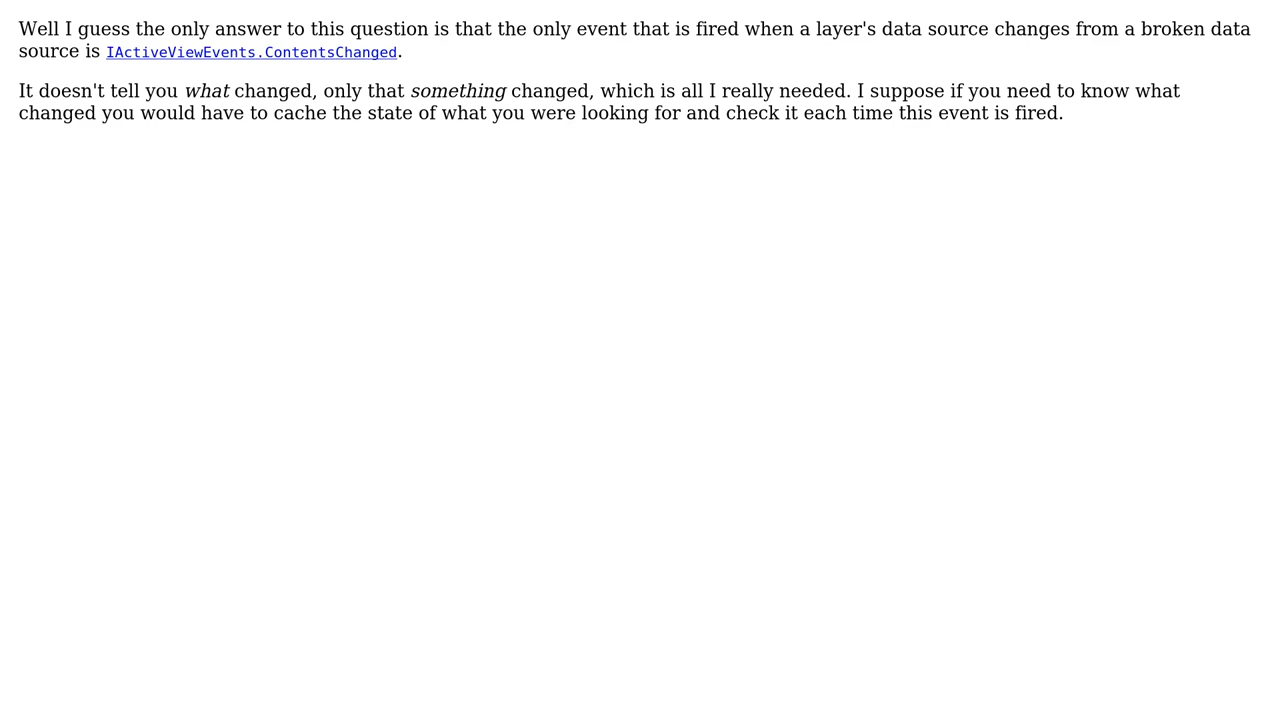 Well I guess the only answer to this question is that the only event that is fired when a layer's data source changes from a broken data
source is IActiveViewEvents.ContentsChanged.
It doesn't tell you what changed, only that something changed, which is all I really needed. I suppose if you need to know what
changed you would have to cache the state of what you were looking for and check it each time this event is fired.